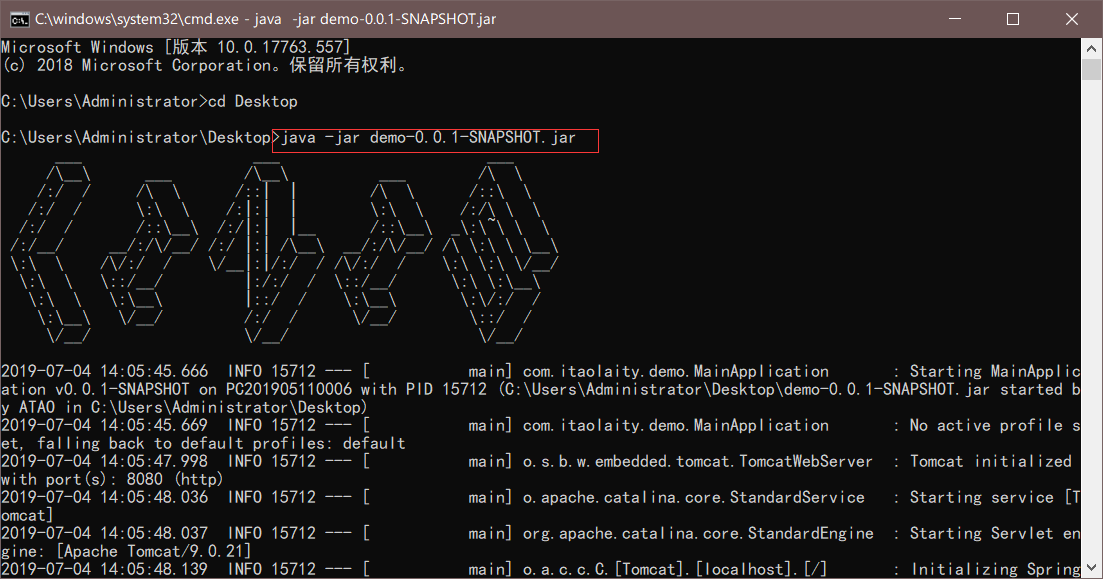 C:\windows\system32\cmd.exe - java  -jar demo-0.0.1-SNAPSHOT.jar
Microsoft Windows [版本 10.0.17763.557]
(c) 2018 Microsoft Corporation。保留所有权利。
C:\Users\Administrator>cd Desktop
C:\Users\Administrator\Desktop>java -jar demo-0.0.1-SNAPSHOT.jar
2019-07-04 14:05:45.666  INFO 15712 --- [           main] com.itaolaity.demo.MainApplication       : Starting MainApplic
ation v0.0.1-SNAPSHOT on PC201905110006 with PID 15712 (C:\Users\Administrator\Desktop\demo-0.0.1-SNAPSHOT.jar started b
y ATAO in C:\Users\Administrator\Desktop)
2019-07-04 14:05:45.669  INFO 15712 --- [           main] com.itaolaity.demo.MainApplication       : No active profile s
et, falling back to default profiles: default
2019-07-04 14:05:47.998  INFO 15712 --- [           main] o.s.b.w.embedded.tomcat.TomcatWebServer  : Tomcat initialized
with port(s): 8080 (http)
2019-07-04 14:05:48.036  INFO 15712 --- [           main] o.apache.catalina.core.StandardService   : Starting service [T
omcat]
2019-07-04 14:05:48.037  INFO 15712 --- [           main] org.apache.catalina.core.StandardEngine  : Starting Servlet en
gine: [Apache Tomcat/9.0.21]
2019-07-04 14:05:48.139  INFO 15712 --- [           main] o.a.c.c.C.[Tomcat].[localhost].[/]       : Initializing Spring